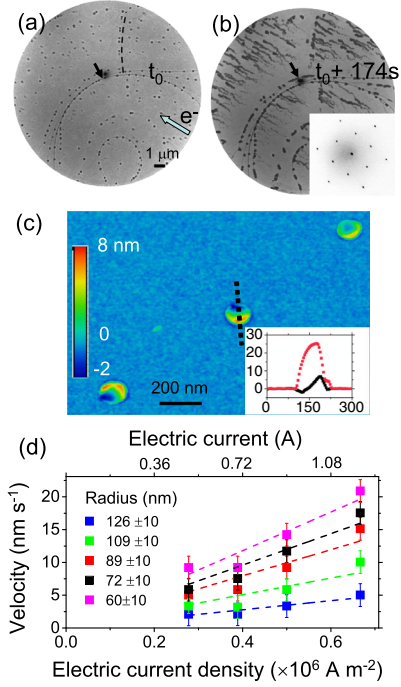 (a)
t0
e-
1 μm
(b)
t0+ 174s
(c)
8 nm
0
-2
200 nm
30
20
10
0
0 150 300
(d)
Electric current (A)
0.36 0.72 1.08
Velocity (nm s-1)
20
15
10
5
0
Radius (nm)
126 ±10
109 ±10
89 ±10
72 ±10
60±10
0.0 0.2 0.4 0.6
Electric current density (×10^6 A m-2)